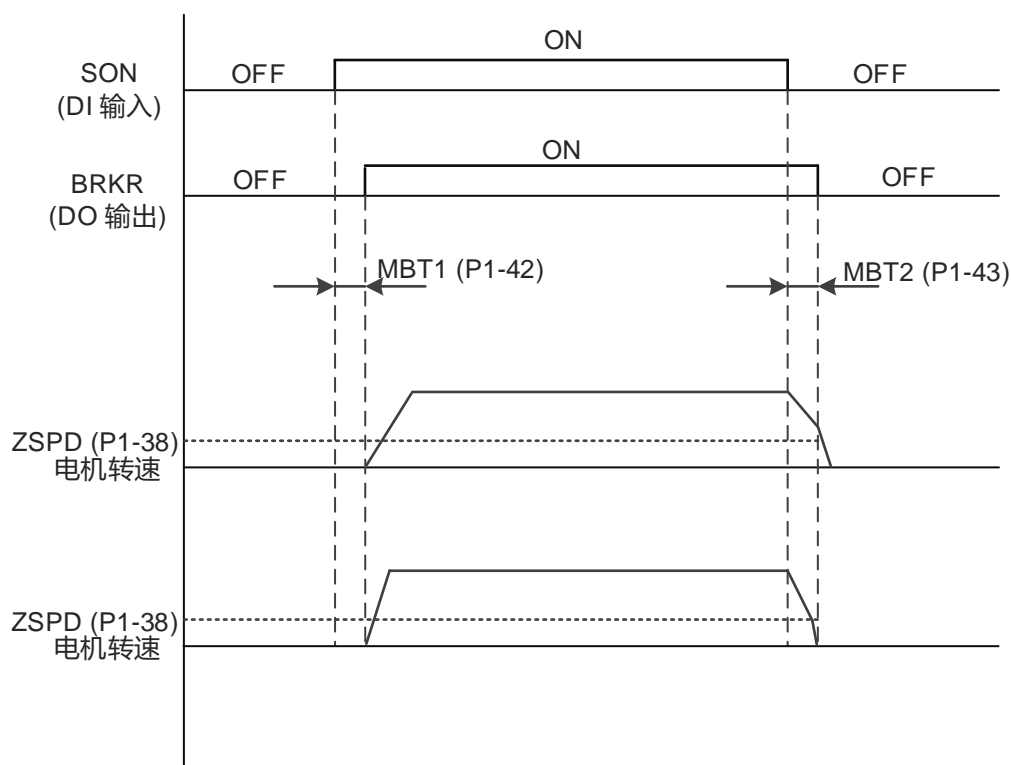 ON
SON
(DI 输入)
OFF
OFF
ON
BRKR
(DO 输出)
OFF
OFF
MBT1 (P1-42)
MBT2 (P1-43)
ZSPD (P1-38)
电机转速
ZSPD (P1-38)
电机转速